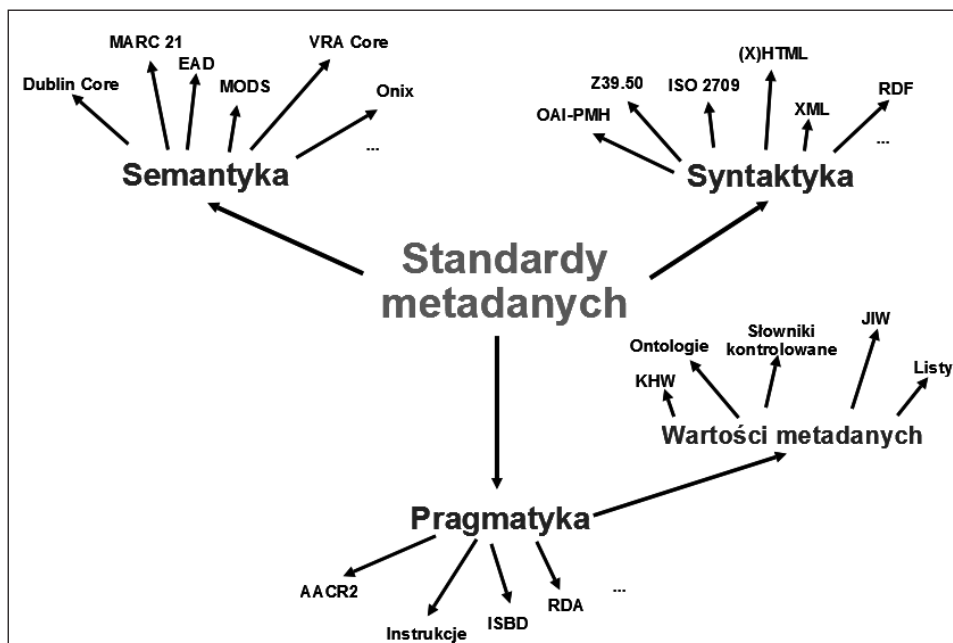 MARC 21
VRA Core
EAD
Dublin Core
MODS
Onix
...
Semantyka
(X)HTML
Z39.50
ISO 2709
RDF
OAI-PMH
XML
...
Syntaktyka
Standardy
metadanych
Słowniki
kontrolowane
JIW
Ontologie
Listy
KHW
Wartości metadanych
Pragmatyka
AACR2
Instrukcje
ISBD
RDA
...